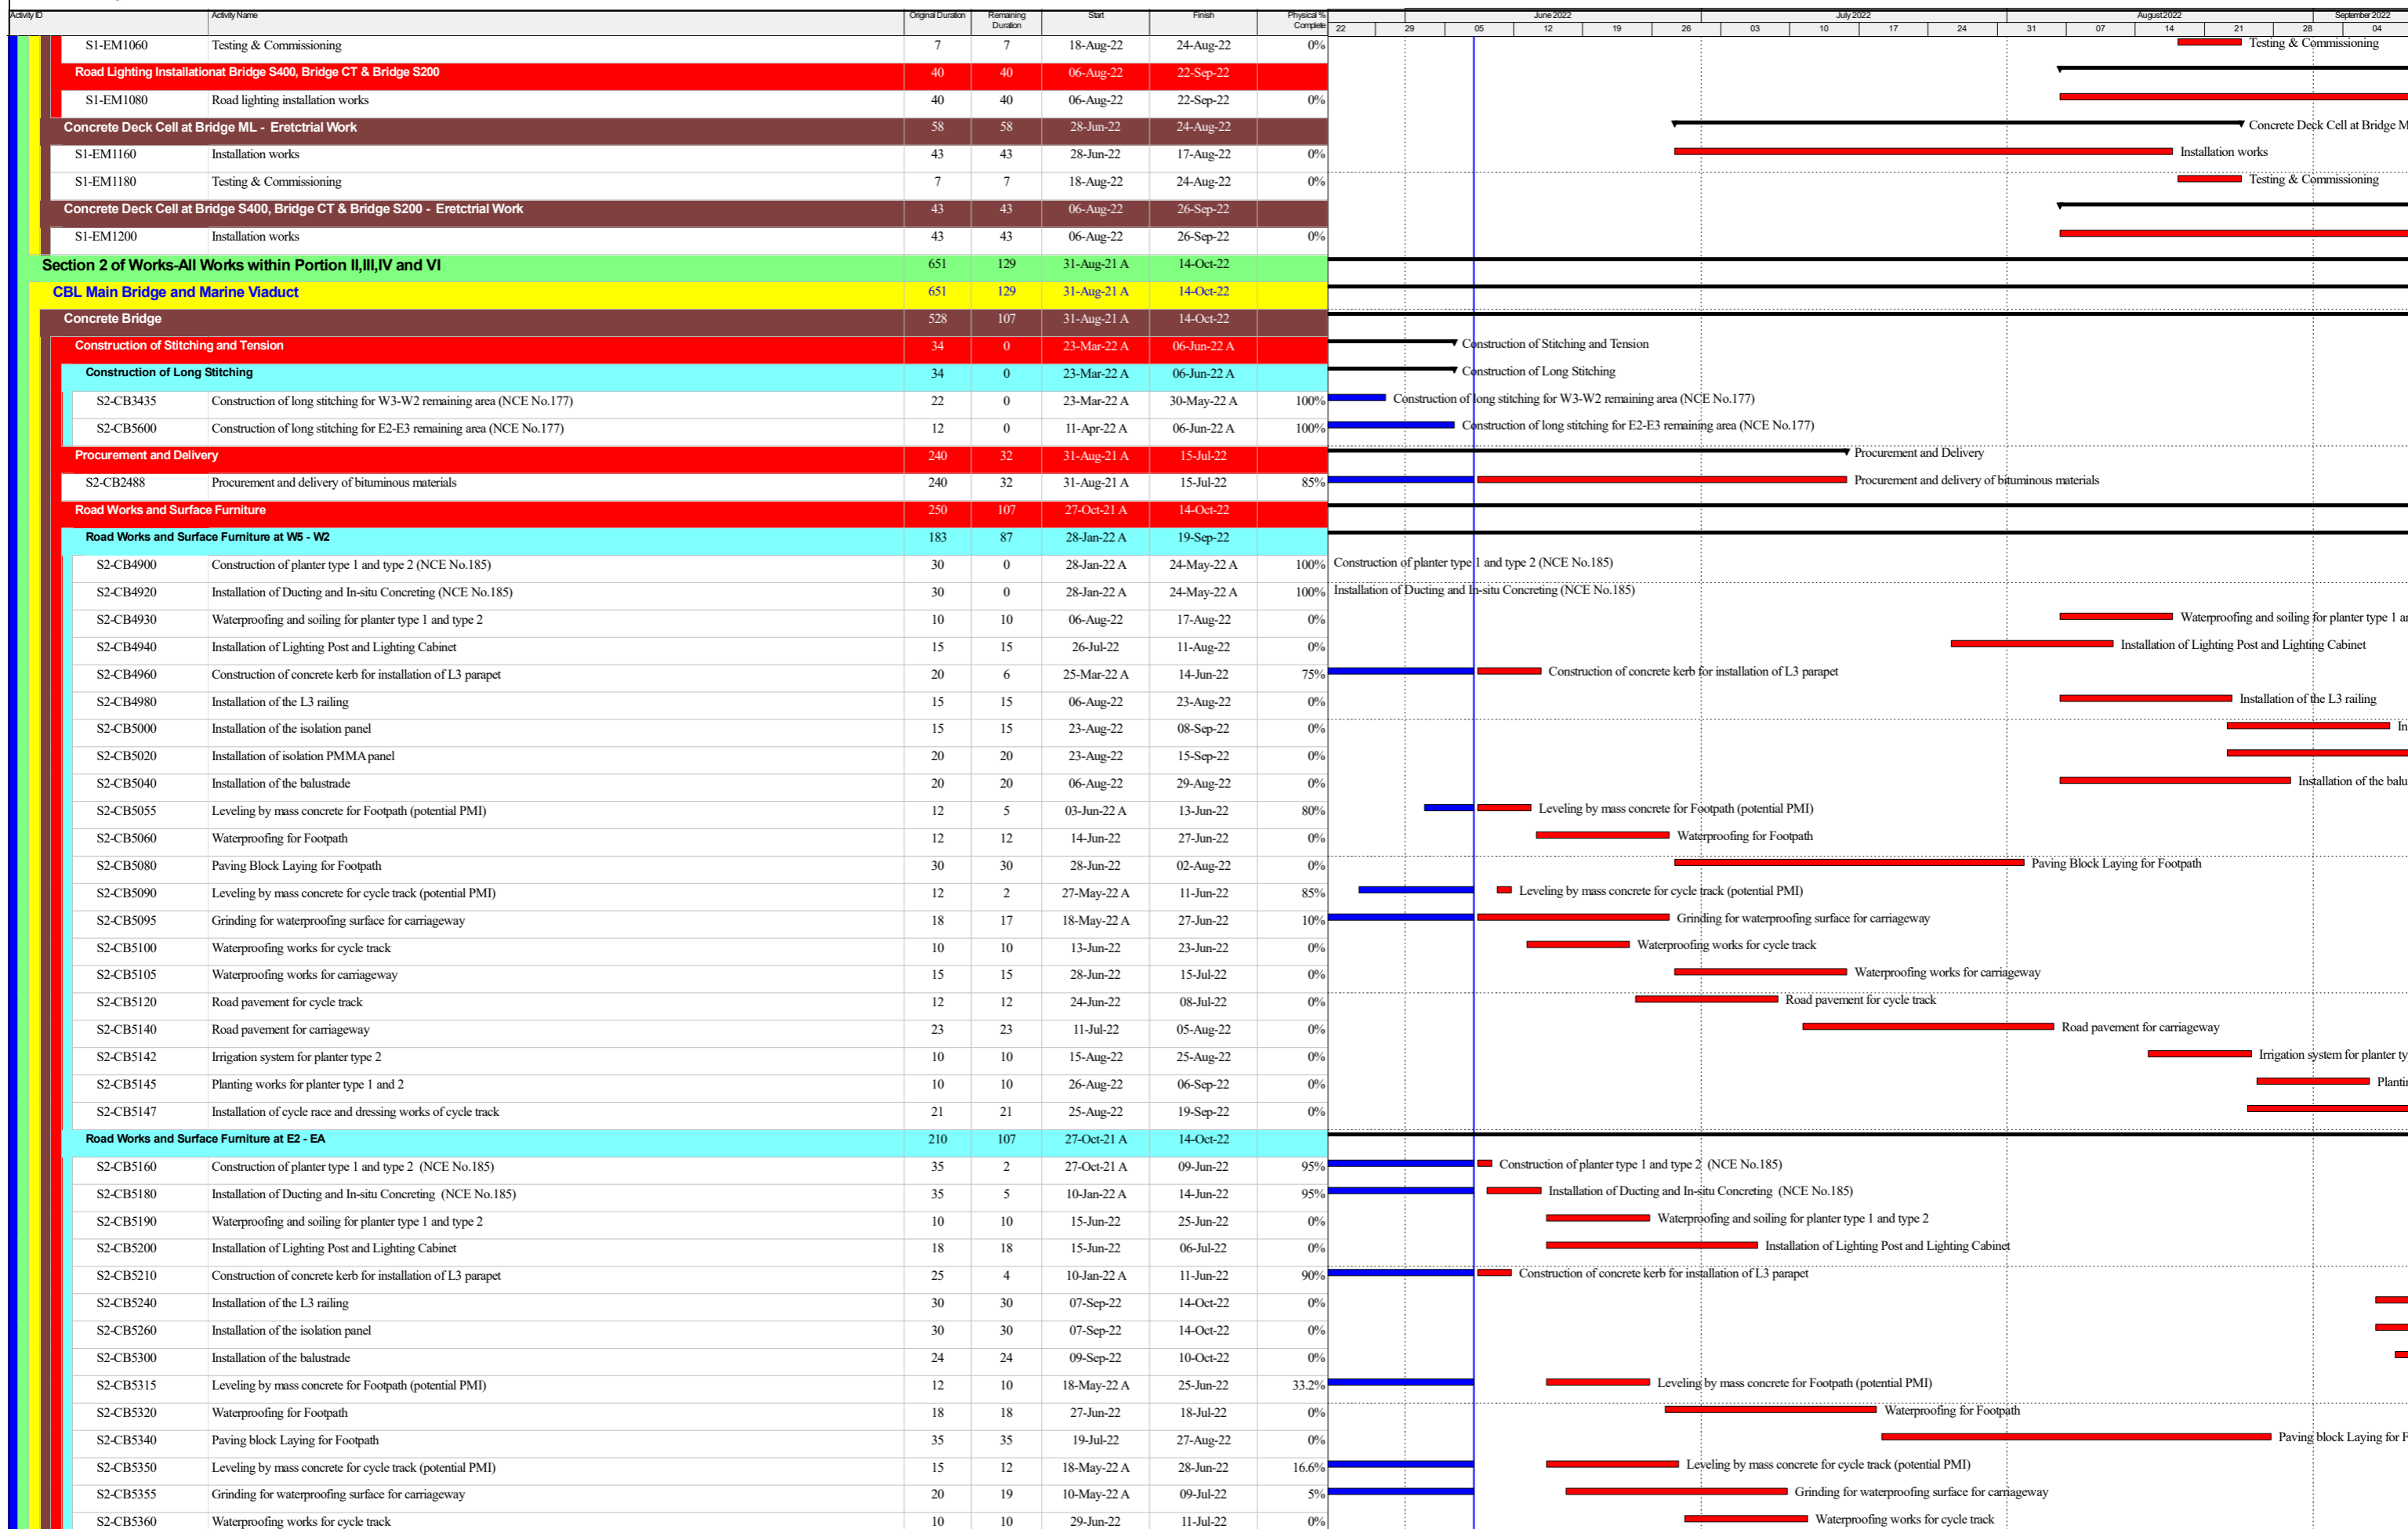 Activity ID Activity Name Original Duration Remaining Duration Start Finish Physical % Complete June 2022 July 2022 August 2022 September 2022
22 29 05 12 19 26 03 10 17 24 31 07 14 21 28 04
S1-EM1060 Testing & Commissioning 7 7 18-Aug-22 24-Aug-22 0% Testing & Commissioning
Road Lighting Installationat Bridge S400, Bridge CT & Bridge S200 40 40 06-Aug-22 22-Sep-22
S1-EM1080 Road lighting installation works 40 40 06-Aug-22 22-Sep-22 0%
Concrete Deck Cell at Bridge ML - Eretctrial Work 58 58 28-Jun-22 24-Aug-22 Concrete Deck Cell at Bridge M
S1-EM1160 Installation works 43 43 28-Jun-22 17-Aug-22 0% Installation works
S1-EM1180 Testing & Commissioning 7 7 18-Aug-22 24-Aug-22 0% Testing & Commissioning
Concrete Deck Cell at Bridge S400, Bridge CT & Bridge S200 - Eretctrial Work 43 43 06-Aug-22 26-Sep-22
S1-EM1200 Installation works 43 43 06-Aug-22 26-Sep-22 0%
Section 2 of Works-All Works within Portion II,III,IV and VI 651 129 31-Aug-21 A 14-Oct-22
CBL Main Bridge and Marine Viaduct 651 129 31-Aug-21 A 14-Oct-22
Concrete Bridge 528 107 31-Aug-21 A 14-Oct-22
Construction of Stitching and Tension 34 0 23-Mar-22 A 06-Jun-22 A Construction of Stitching and Tension
Construction of Long Stitching 34 0 23-Mar-22 A 06-Jun-22 A Construction of Long Stitching
S2-CB3435 Construction of long stitching for W3-W2 remaining area (NCE No.177) 22 0 23-Mar-22 A 30-May-22 A 100% Construction of long stitching for W3-W2 remaining area (NCE No.177)
S2-CB5600 Construction of long stitching for E2-E3 remaining area (NCE No.177) 12 0 11-Apr-22 A 06-Jun-22 A 100% Construction of long stitching for E2-E3 remaining area (NCE No.177)
Procurement and Delivery 240 32 31-Aug-21 A 15-Jul-22 Procurement and Delivery
S2-CB2488 Procurement and delivery of bituminous materials 240 32 31-Aug-21 A 15-Jul-22 85% Procurement and delivery of bituminous materials
Road Works and Surface Furniture 250 107 27-Oct-21 A 14-Oct-22
Road Works and Surface Furniture at W5 - W2 183 87 28-Jan-22 A 19-Sep-22
S2-CB4900 Construction of planter type 1 and type 2 (NCE No.185) 30 0 28-Jan-22 A 24-May-22 A 100% Construction of planter type 1 and type 2 (NCE No.185)
S2-CB4920 Installation of Ducting and In-situ Concreting (NCE No.185) 30 0 28-Jan-22 A 24-May-22 A 100% Installation of Ducting and In-situ Concreting (NCE No.185)
S2-CB4930 Waterproofing and soiling for planter type 1 and type 2 10 10 06-Aug-22 17-Aug-22 0% Waterproofing and soiling for planter type 1 a
S2-CB4940 Installation of Lighting Post and Lighting Cabinet 15 15 26-Jul-22 11-Aug-22 0% Installation of Lighting Post and Lighting Cabinet
S2-CB4960 Construction of concrete kerb for installation of L3 parapet 20 6 25-Mar-22 A 14-Jun-22 75% Construction of concrete kerb for installation of L3 parapet
S2-CB4980 Installation of the L3 railing 15 15 06-Aug-22 23-Aug-22 0% Installation of the L3 railing
S2-CB5000 Installation of the isolation panel 15 15 23-Aug-22 08-Sep-22 0% In
S2-CB5020 Installation of isolation PMMA panel 20 20 23-Aug-22 15-Sep-22 0%
S2-CB5040 Installation of the balustrade 20 20 06-Aug-22 29-Aug-22 0% Installation of the balu
S2-CB5055 Leveling by mass concrete for Footpath (potential PMI) 12 5 03-Jun-22 A 13-Jun-22 80% Leveling by mass concrete for Footpath (potential PMI)
S2-CB5060 Waterproofing for Footpath 12 12 14-Jun-22 27-Jun-22 0% Waterproofing for Footpath
S2-CB5080 Paving Block Laying for Footpath 30 30 28-Jun-22 02-Aug-22 0% Paving Block Laying for Footpath
S2-CB5090 Leveling by mass concrete for cycle track (potential PMI) 12 2 27-May-22 A 11-Jun-22 85% Leveling by mass concrete for cycle track (potential PMI)
S2-CB5095 Grinding for waterproofing surface for carriageway 18 17 18-May-22 A 27-Jun-22 10% Grinding for waterproofing surface for carriageway
S2-CB5100 Waterproofing works for cycle track 10 10 13-Jun-22 23-Jun-22 0% Waterproofing works for cycle track
S2-CB5105 Waterproofing works for carriageway 15 15 28-Jun-22 15-Jul-22 0% Waterproofing works for carriageway
S2-CB5120 Road pavement for cycle track 12 12 24-Jun-22 08-Jul-22 0% Road pavement for cycle track
S2-CB5140 Road pavement for carriageway 23 23 11-Jul-22 05-Aug-22 0% Road pavement for carriageway
S2-CB5142 Irrigation system for planter type 2 10 10 15-Aug-22 25-Aug-22 0% Irrigation system for planter ty
S2-CB5145 Planting works for planter type 1 and 2 10 10 26-Aug-22 06-Sep-22 0% Planti
S2-CB5147 Installation of cycle race and dressing works of cycle track 21 21 25-Aug-22 19-Sep-22 0%
Road Works and Surface Furniture at E2 - EA 210 107 27-Oct-21 A 14-Oct-22
S2-CB5160 Construction of planter type 1 and type 2 (NCE No.185) 35 2 27-Oct-21 A 09-Jun-22 95% Construction of planter type 1 and type 2 (NCE No.185)
S2-CB5180 Installation of Ducting and In-situ Concreting (NCE No.185) 35 5 10-Jan-22 A 14-Jun-22 95% Installation of Ducting and In-situ Concreting (NCE No.185)
S2-CB5190 Waterproofing and soiling for planter type 1 and type 2 10 10 15-Jun-22 25-Jun-22 0% Waterproofing and soiling for planter type 1 and type 2
S2-CB5200 Installation of Lighting Post and Lighting Cabinet 18 18 15-Jun-22 06-Jul-22 0% Installation of Lighting Post and Lighting Cabinet
S2-CB5210 Construction of concrete kerb for installation of L3 parapet 25 4 10-Jan-22 A 11-Jun-22 90% Construction of concrete kerb for installation of L3 parapet
S2-CB5240 Installation of the L3 railing 30 30 07-Sep-22 14-Oct-22 0%
S2-CB5260 Installation of the isolation panel 30 30 07-Sep-22 14-Oct-22 0%
S2-CB5300 Installation of the balustrade 24 24 09-Sep-22 10-Oct-22 0%
S2-CB5315 Leveling by mass concrete for Footpath (potential PMI) 12 10 18-May-22 A 25-Jun-22 33.2% Leveling by mass concrete for Footpath (potential PMI)
S2-CB5320 Waterproofing for Footpath 18 18 27-Jun-22 18-Jul-22 0% Waterproofing for Footpath
S2-CB5340 Paving block Laying for Footpath 35 35 19-Jul-22 27-Aug-22 0% Paving block Laying for F
S2-CB5350 Leveling by mass concrete for cycle track (potential PMI) 15 12 18-May-22 A 28-Jun-22 16.6% Leveling by mass concrete for cycle track (potential PMI)
S2-CB5355 Grinding for waterproofing surface for carriageway 20 19 10-May-22 A 09-Jul-22 5% Grinding for waterproofing surface for carriageway
S2-CB5360 Waterproofing works for cycle track 10 10 29-Jun-22 11-Jul-22 0% Waterproofing works for cycle track